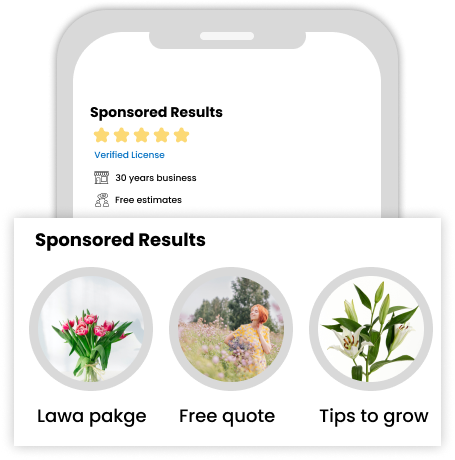 Sponsored Results
Verified License
30 years business
Free estimates
Sponsored Results
Lawa pakge
Free quote
Tips to grow